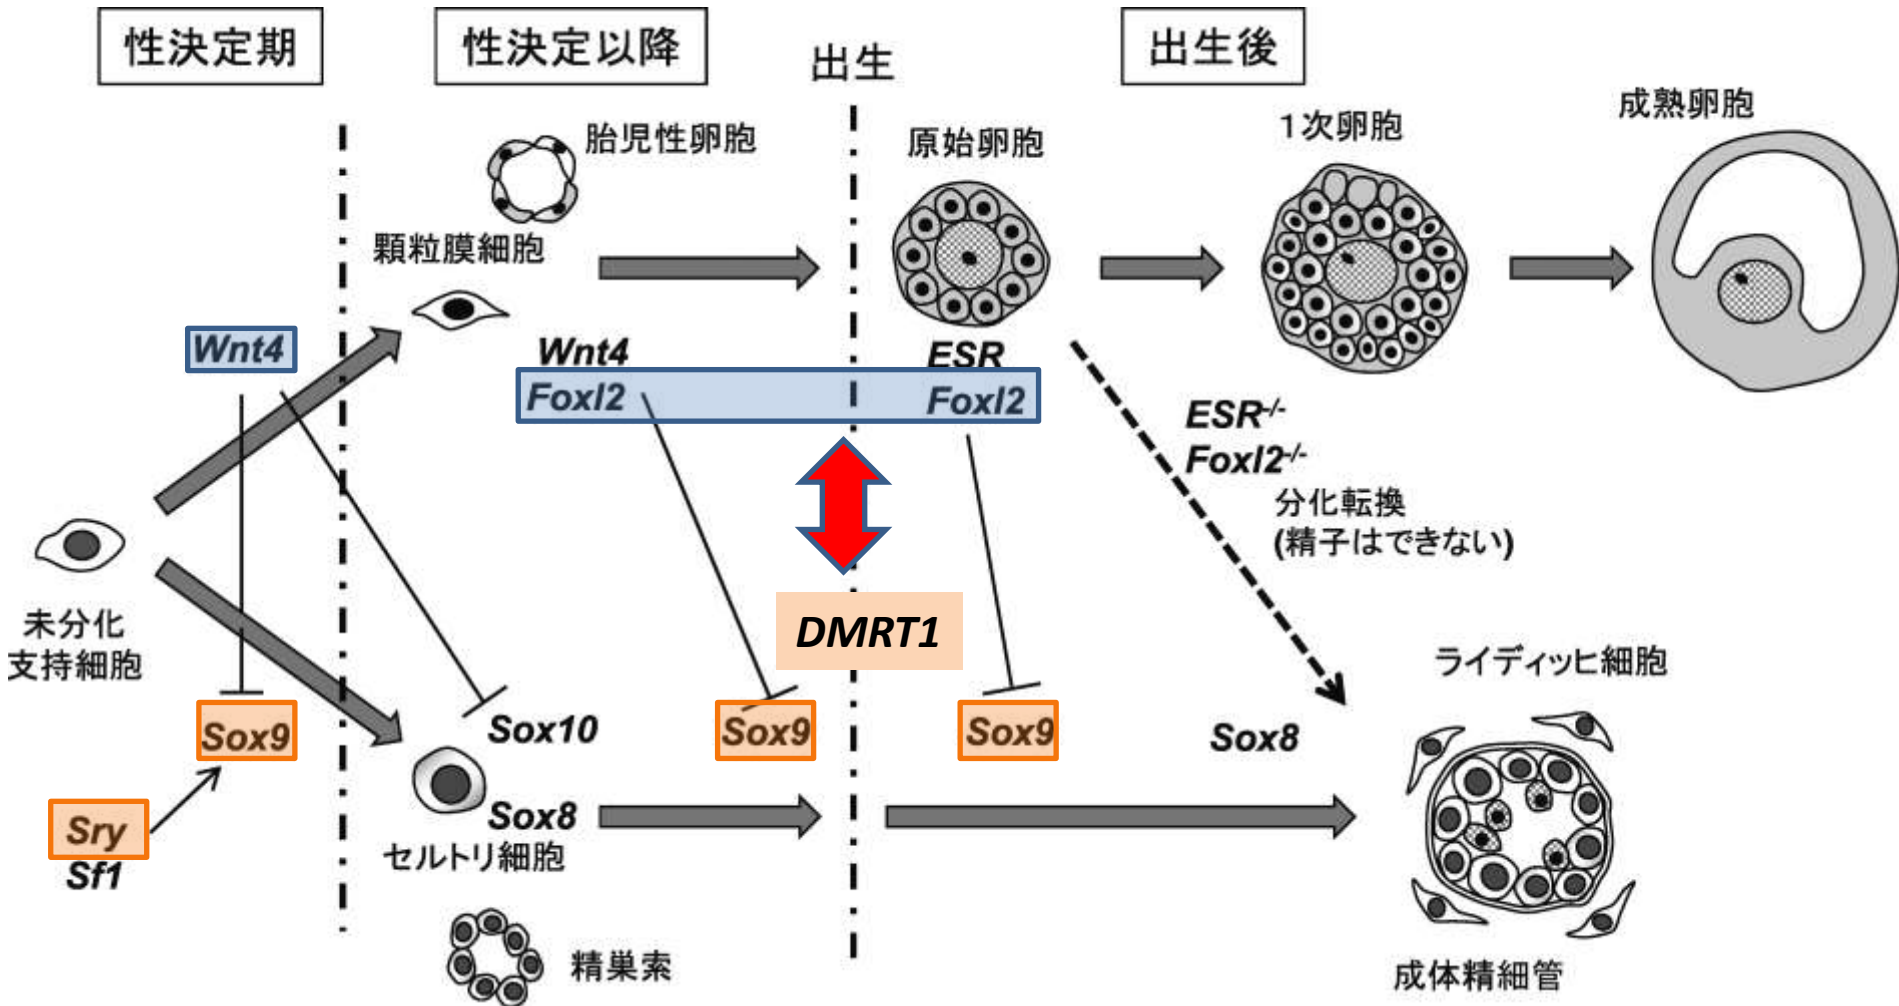 性決定期
性決定以降
出生
出生後
胎児性卵胞
原始卵胞
1次卵胞
成熟卵胞
顆粒膜細胞
Wnt4
Wnt4
Foxl2
ESR
Foxl2
ESR-/-
Foxl2-/-
分化転換
(精子はできない)
未分化
支持細胞
DMRT1
ライディッヒ細胞
Sox9
Sox10
Sox9
Sox9
Sox8
Sry
Sf1
Sox8
セルトリ細胞
精巣索
成体精細管